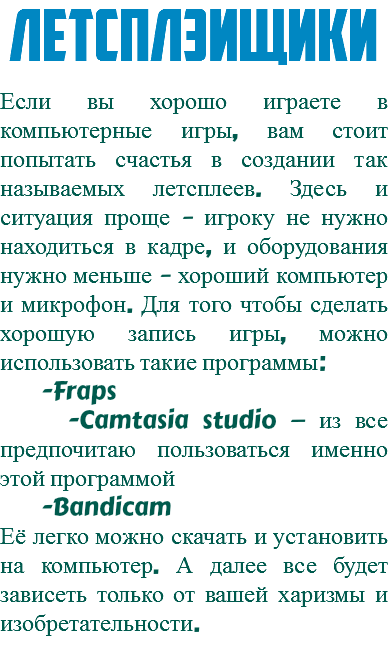 ЛЕТСПЛЭИЩИКИ
Если вы хорошо играете в
компьютерные игры, вам стоит
попытать счастья в создании так
называемых летсплеев. Здесь и
ситуация проще - игроку не нужно
находиться в кадре, и оборудования
нужно меньше - хороший компьютер
и микрофон. Для того чтобы сделать
хорошую запись игры, можно
использовать такие программы:
-Fraps
-Camtasia studio – из все
предпочитаю пользоваться именно
этой программой
-Bandicam
Её легко можно скачать и установить
на компьютер. А далее все будет
зависеть только от вашей харизмы и
изобретательности.